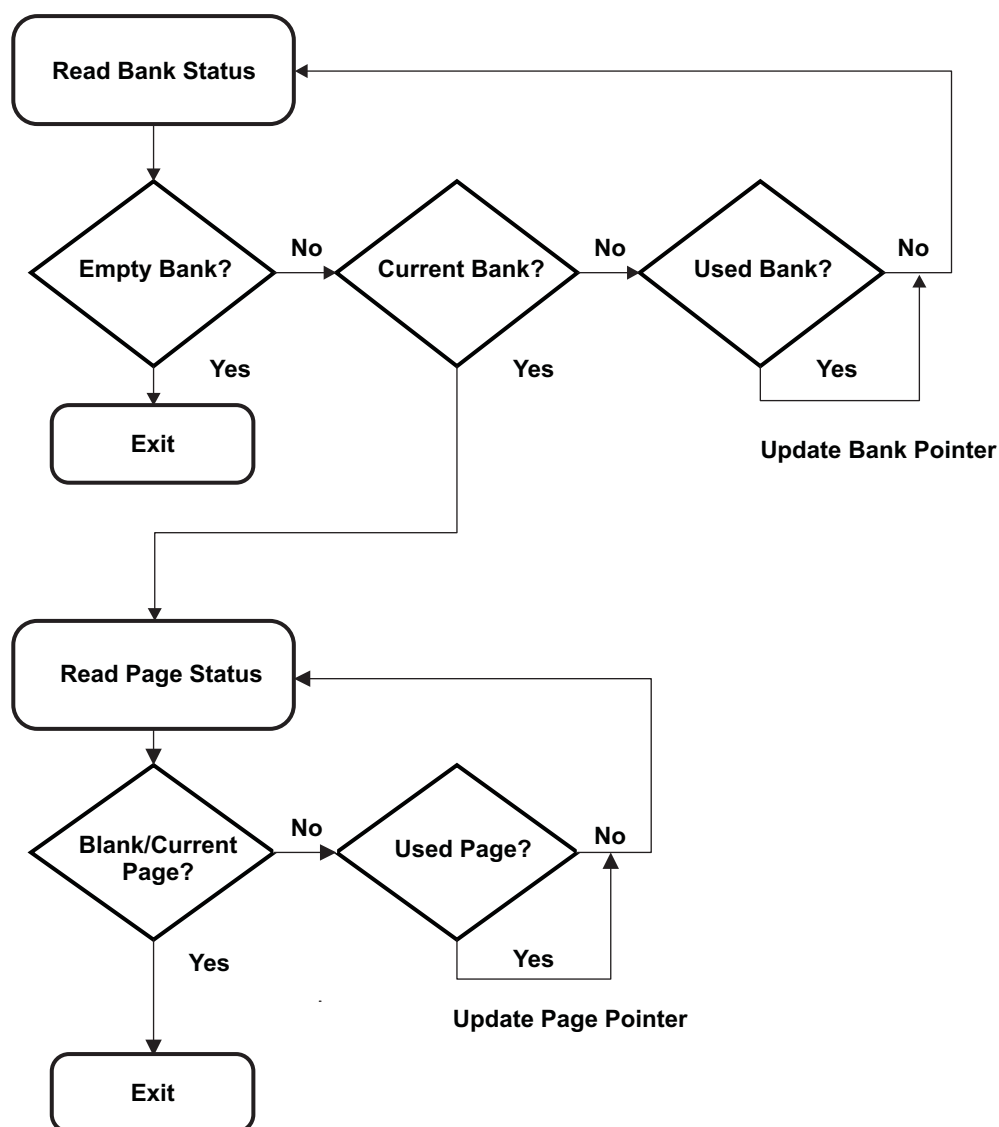 Read Bank Status
Empty Bank?
No
Current Bank?
No
Used Bank?
No
Yes
Yes
Yes
Exit
Update Bank Pointer
Read Page Status
Blank/Current
Page?
No
Used Page?
No
Yes
Yes
Update Page Pointer
Exit